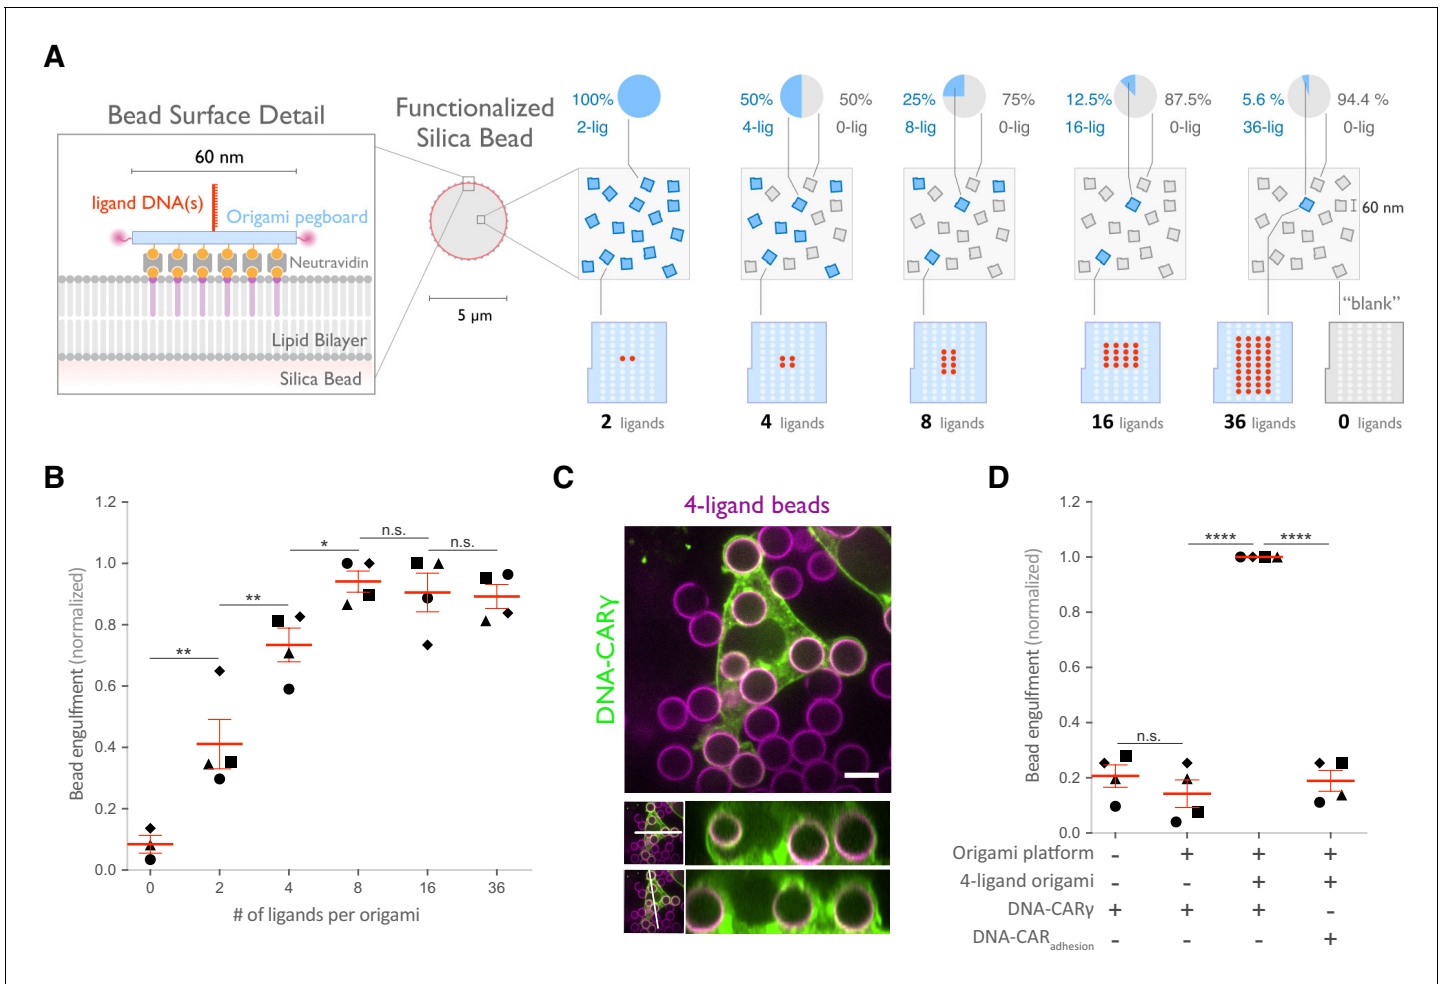 A
Bead Surface Detail
60 nm
ligand DNA(s)
Origami pegboard
Neutravidin
Lipid Bilayer
Silica Bead
Functionalized
Silica Bead
5 µm
100%
2-lig
50% 50%
4-lig 0-lig
25% 75%
8-lig 0-lig
12.5% 87.5%
16-lig 0-lig
5.6 % 94.4 %
36-lig 0-lig
60 nm
“blank”
2 ligands
4 ligands
8 ligands
16 ligands
36 ligands
0 ligands
B
Bead engulfment (normalized)
1.2
1.0
0.8
0.6
0.4
0.2
0.0
**
**
*
n.s.
n.s.
0 2 4 8 16 36
# of ligands per origami
C
4-ligand beads
DNA-CARγ
D
Bead engulfment (normalized)
1.2
1.0
0.8
0.6
0.4
0.2
0.0
n.s.
****
****
Origami platform - + + +
4-ligand origami - - + +
DNA-CARγ + + + -
DNA-CARadhesion - - - +